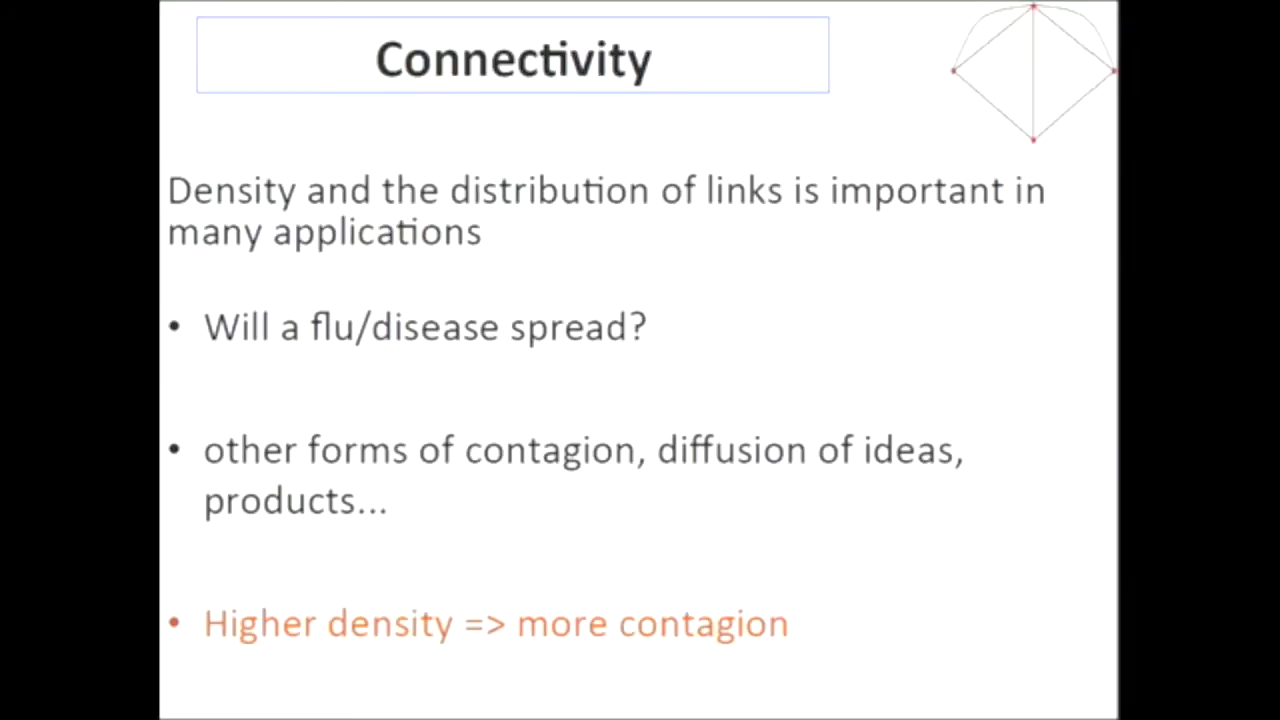 Connectivity
Density and the distribution of links is important in
many applications
• Will a flu/disease spread?
• other forms of contagion, diffusion of ideas,
products...
• Higher density => more contagion